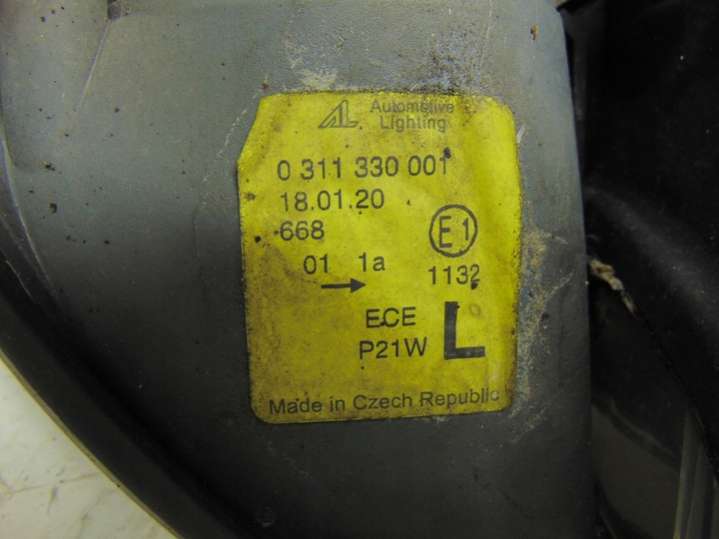 AL Automotive
Lighting
0 311 330 001
18.01.20
668
E1
01 1a
1132
→
ECE
P21W L
Made in Czech Republic